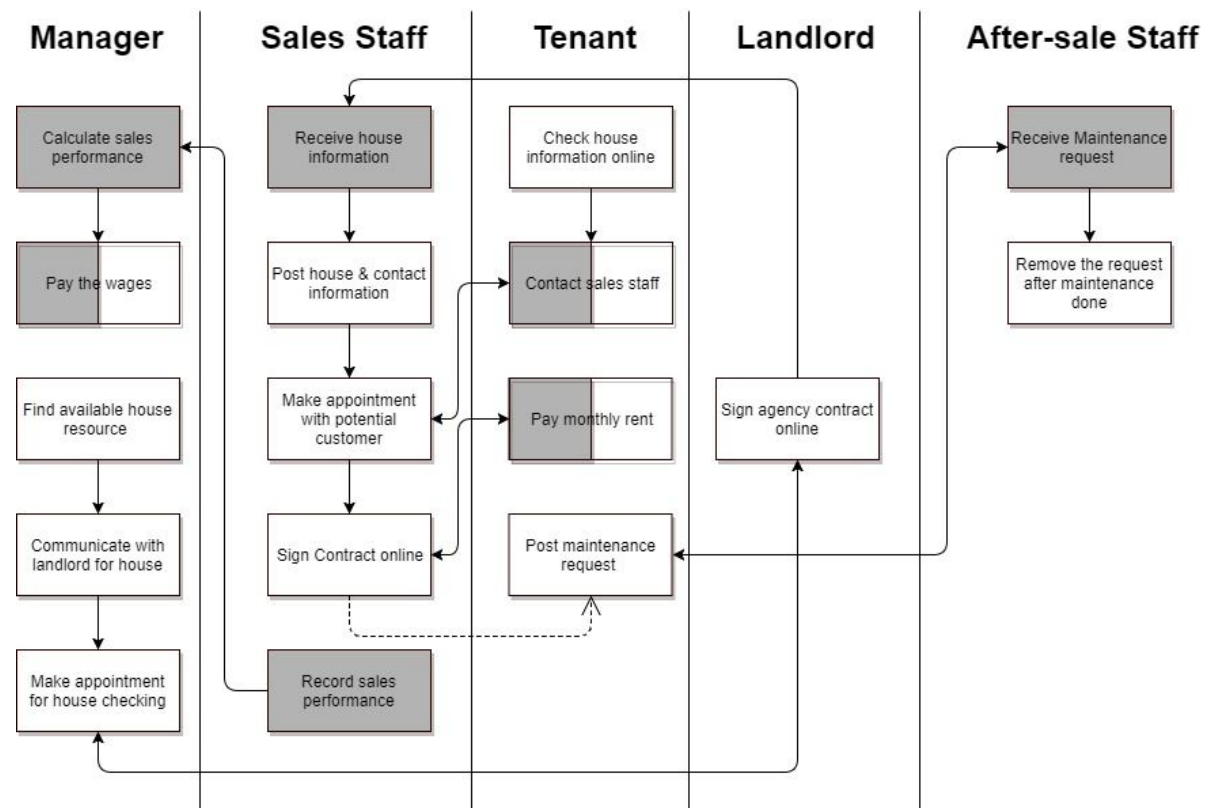 Manager
Sales Staff
Tenant
Landlord
After-sale Staff
Calculate sales
performance
Pay the wages
Find available house
resource
Communicate with
landlord for house
Make appointment
for house checking
Receive house
information
Post house & contact
information
Make appointment
with potential
customer
Sign Contract online
Record sales
performance
Check house
information online
Contact sales staff
Pay monthly rent
Post maintenance
request
Sign agency contract
online
Receive Maintenance
request
Remove the request
after maintenance
done